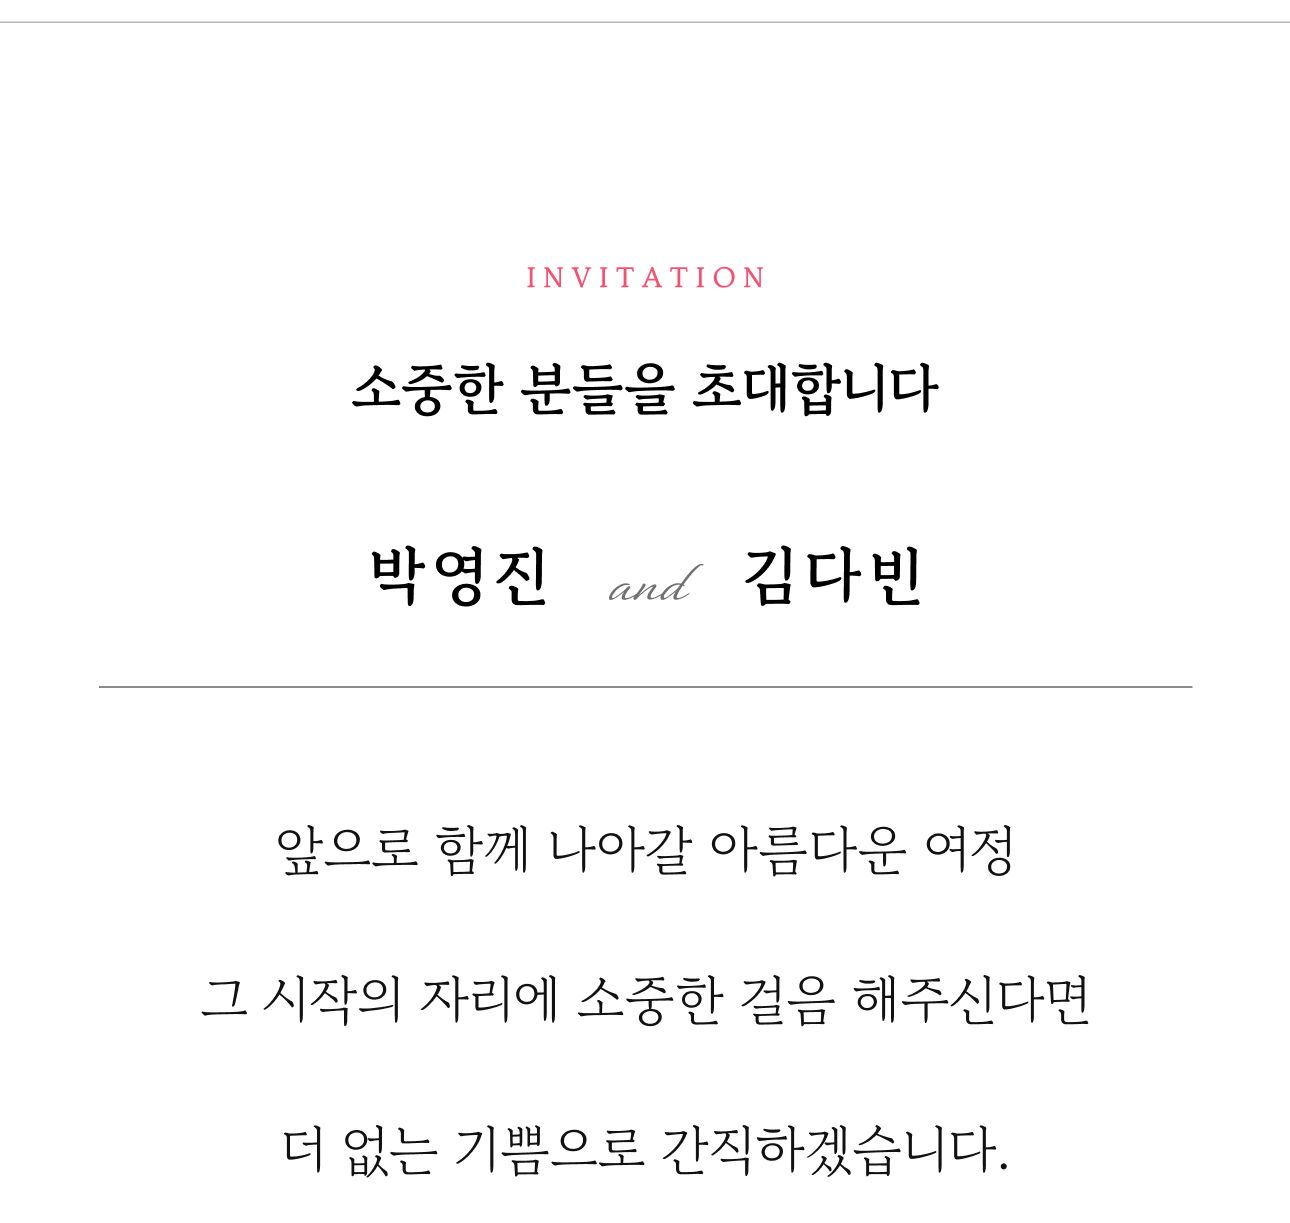 INVITATION
소중한 분들을 초대합니다
박영진 and 김다빈
앞으로 함께 나아갈 아름다운 여정
그 시작의 자리에 소중한 걸음 해주신다면
더 없는 기쁨으로 간직하겠습니다.